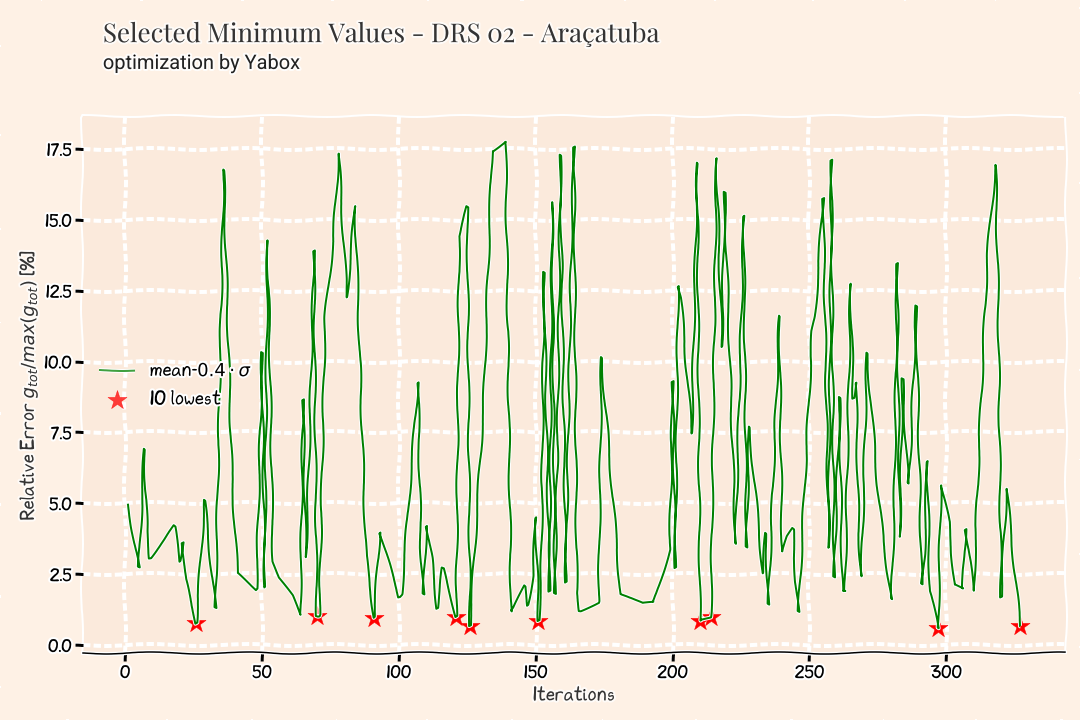 Selected Minimum Values - DRS 02 - Araçatuba
optimization by Yabox
Relative Error g_tot/max(g_tot) [%]
17.5
15.0
12.5
10.0
7.5
5.0
2.5
0.0
mean-0.4 · σ
10 lowest
0 50 100 150 200 250 300
Iterations